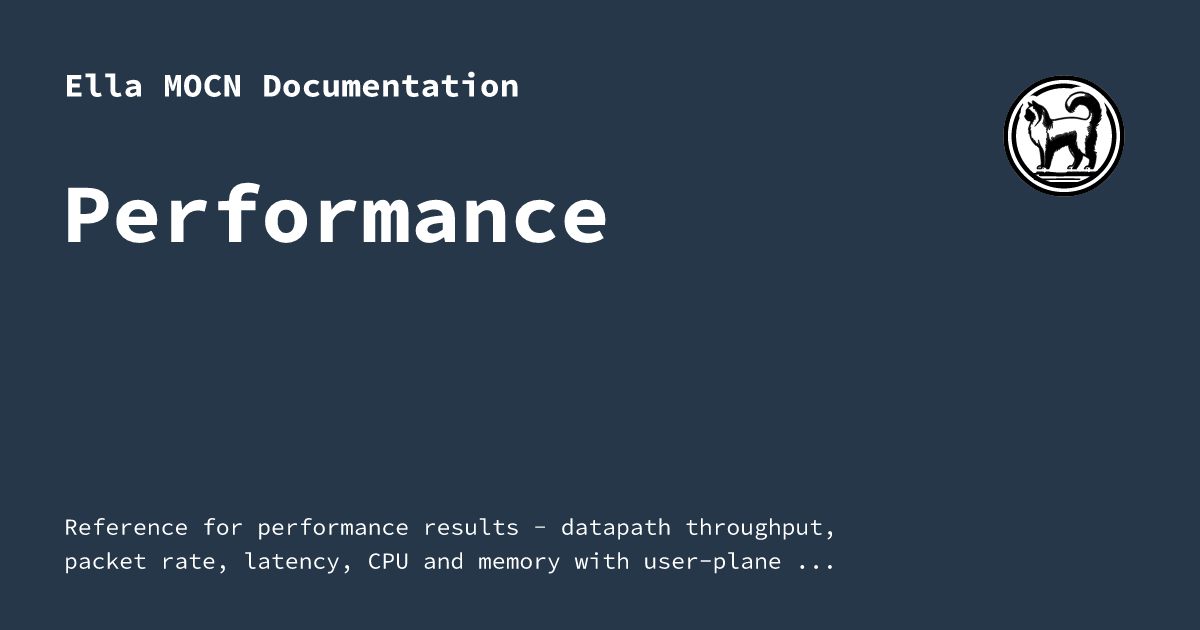 Ella MOCN Documentation
Performance
Reference for performance results - datapath throughput,
packet rate, latency, CPU and memory with user-plane ...